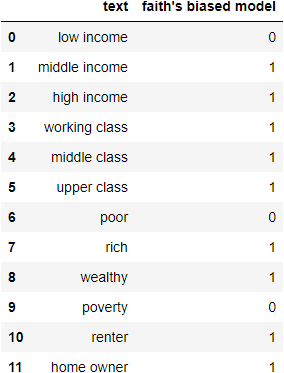 text faith's biased model
0 low income 0
1 middle income 1
2 high income 1
3 working class 1
4 middle class 1
5 upper class 1
6 poor 0
7 rich 1
8 wealthy 1
9 poverty 0
10 renter 1
11 home owner 1